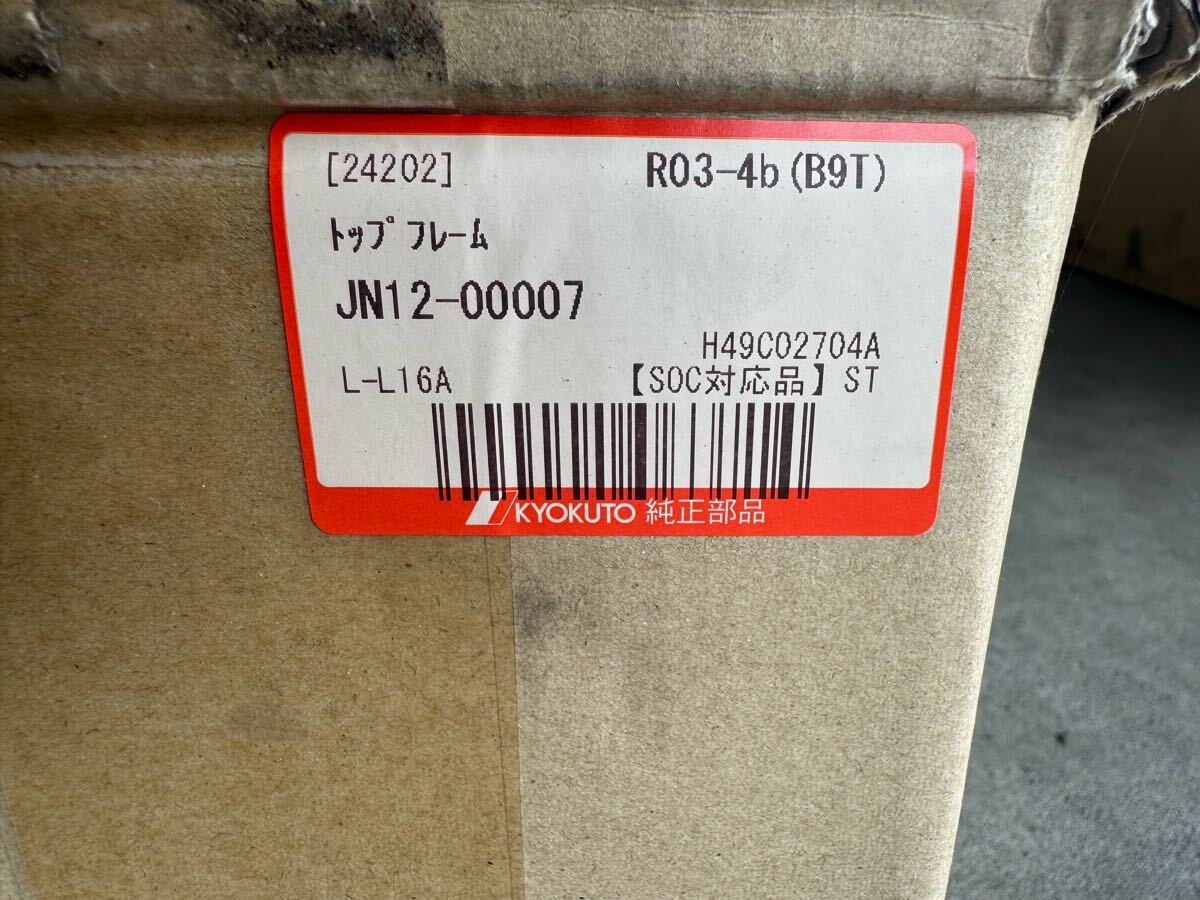 [24202] R03-4b(B9T)
ﾄｯﾌﾟﾌﾚｰﾑ
JN12-00007
H49C02704A
L-L16A 【SOC対応品】ST
KYOKUTO 純正部品